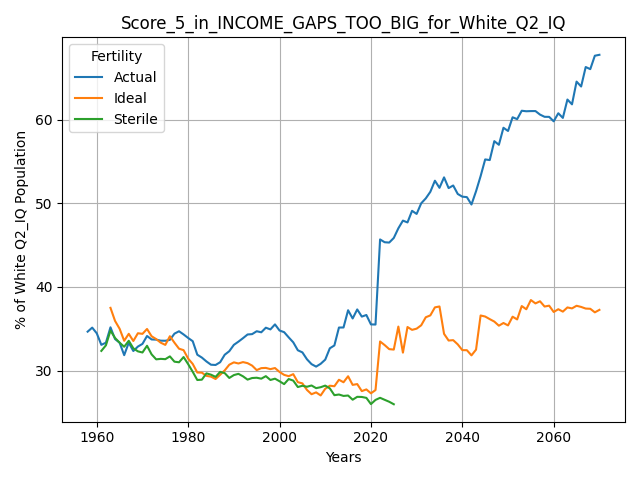 Score_5_in_INCOME_GAPS_TOO_BIG_for_White_Q2_IQ
Fertility
Actual
Ideal
Sterile
% of White Q2_IQ Population
60
50
40
30
1960 1980 2000 2020 2040 2060
Years